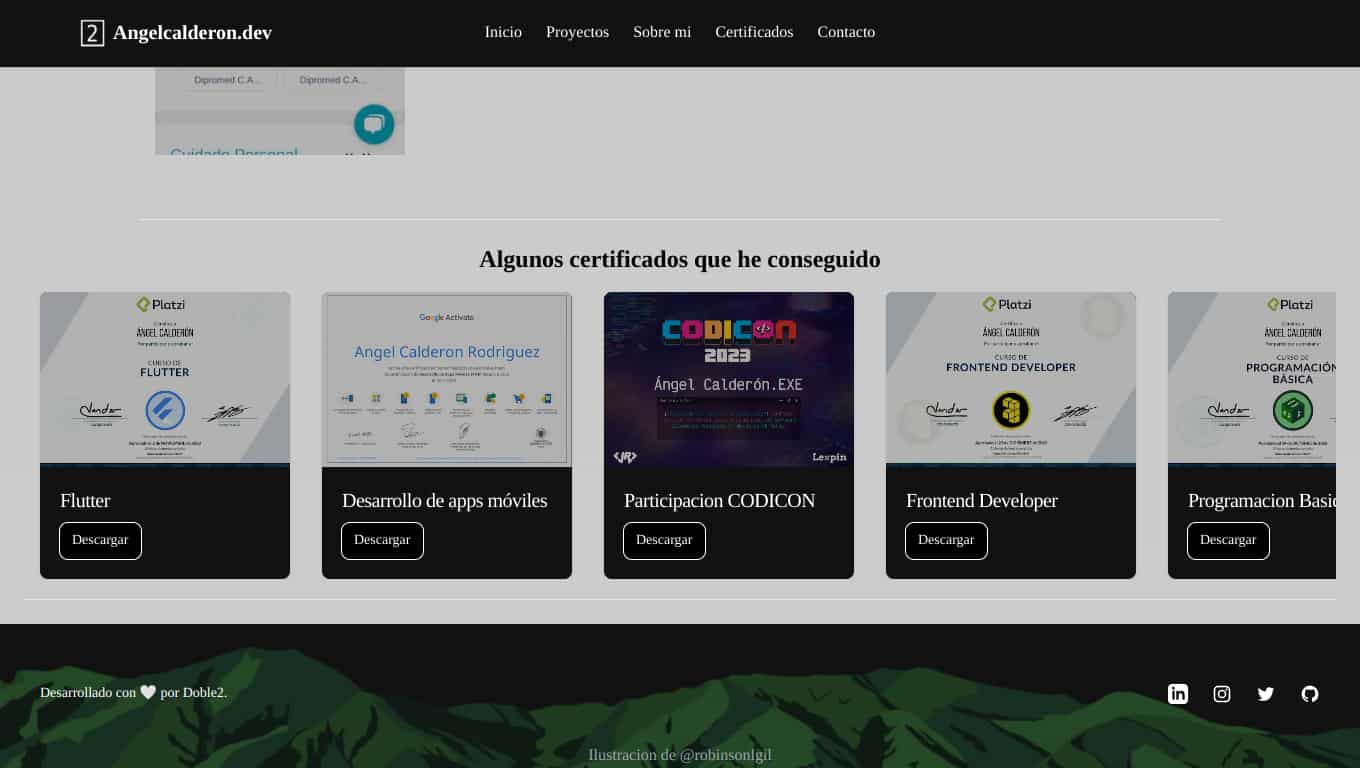 Angelcalderon.dev
Inicio Proyectos Sobre mi Certificados Contacto
Dipromed C.A... Dipromed C.A...
Cuidado Personal
Algunos certificados que he conseguido
Platzi
ÁNGEL CALDERÓN
CURSO DE
FLUTTER
Flutter
Descargar
Google Activate
Angel Calderon Rodriguez
Desarrollo de apps móviles
Descargar
CODICON
2023
Ángel Calderón.EXE
Lexpin
Participacion CODICON
Descargar
Platzi
ÁNGEL CALDERÓN
CURSO DE
FRONTEND DEVELOPER
Frontend Developer
Descargar
Platzi
ÁNGEL CALDERÓN
CURSO DE
PROGRAMACIÓN
BÁSICA
Programacion Basic
Descargar
Desarrollado con 🤍 por Doble2.
Ilustracion de @robinsonlgil